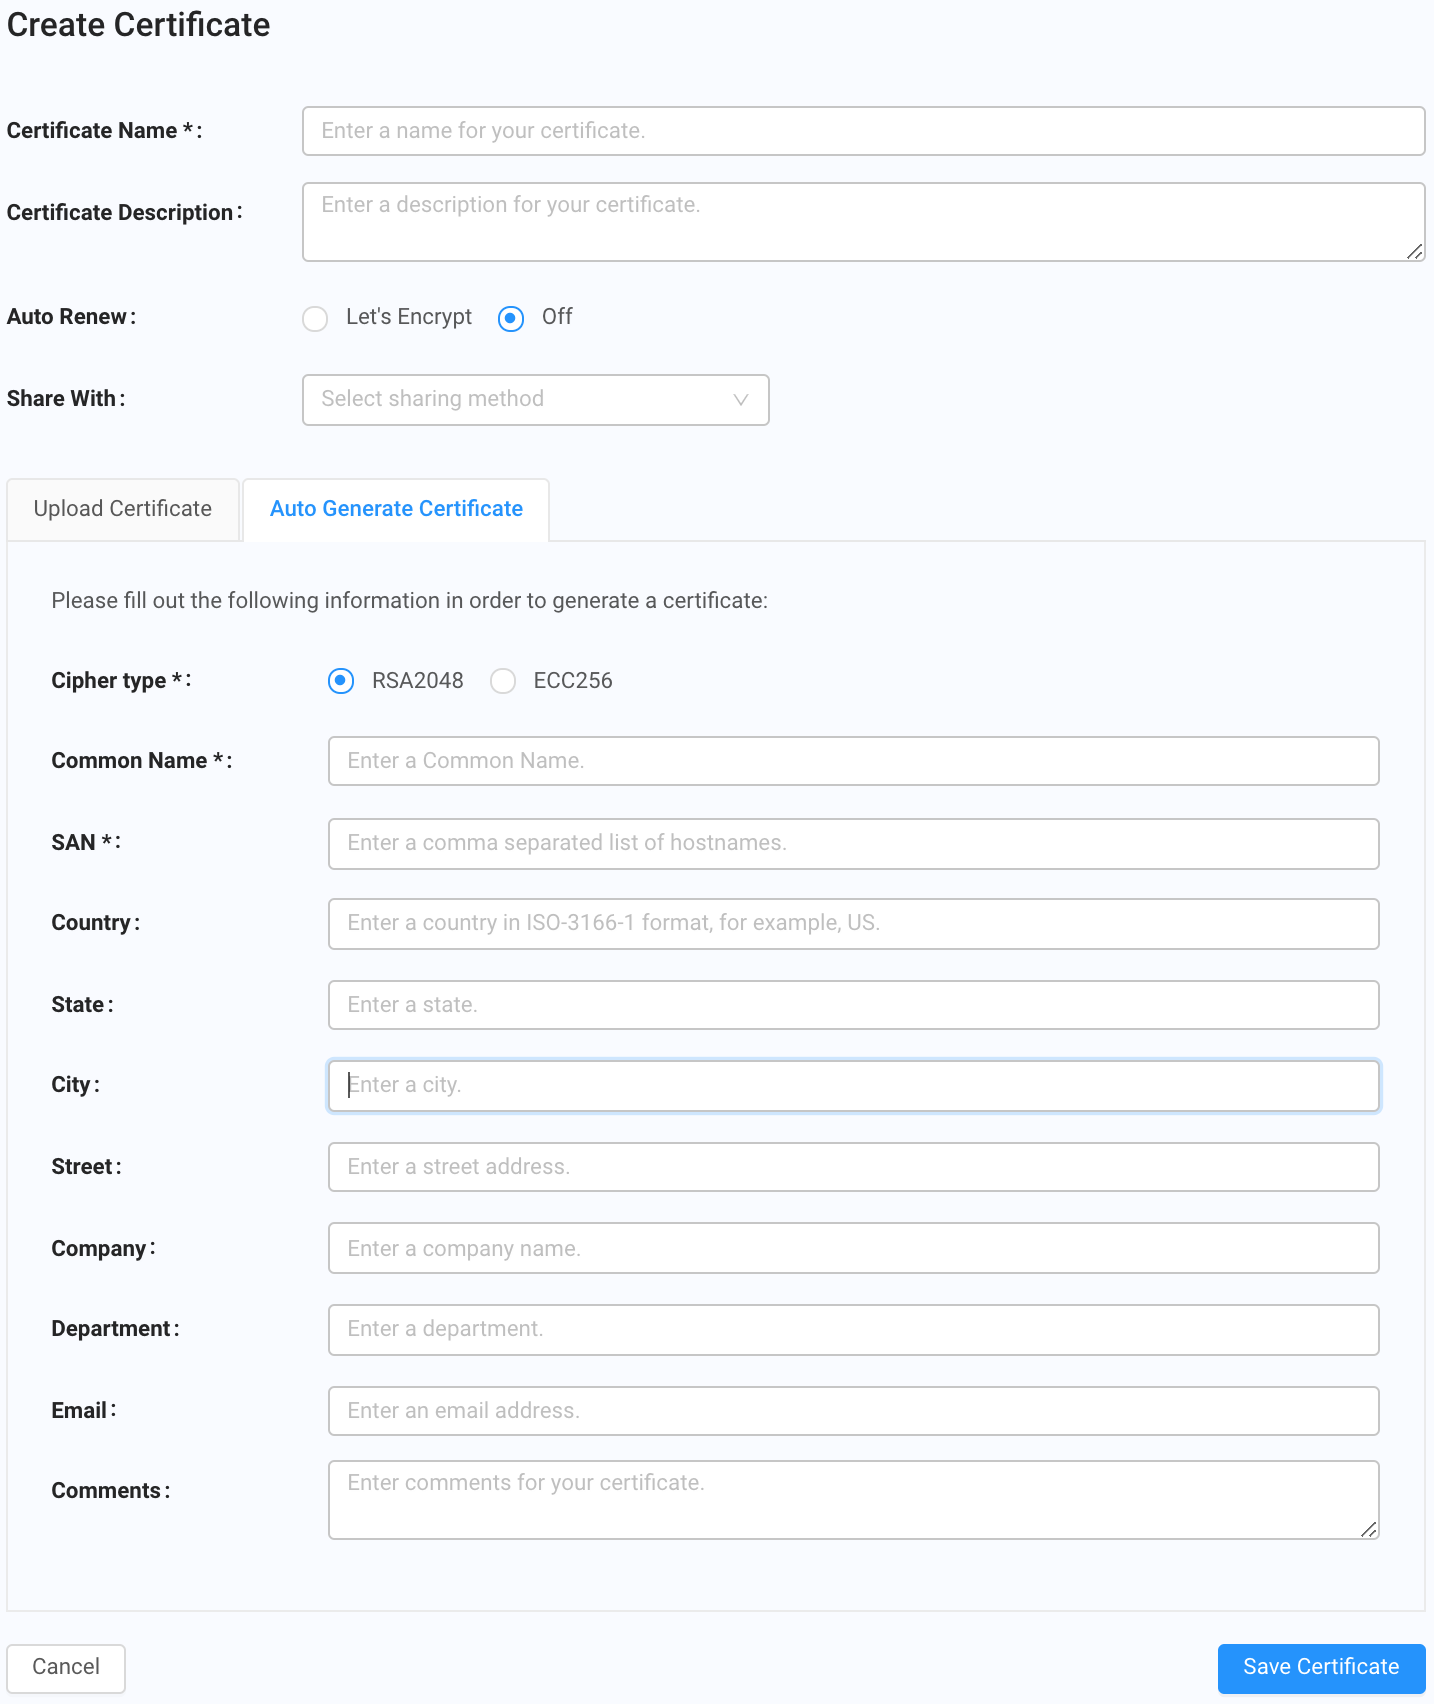 Create Certificate
Certificate Name * :
Enter a name for your certificate.
Certificate Description :
Enter a description for your certificate.
Auto Renew :
Let's Encrypt
Off
Share With :
Select sharing method
Upload Certificate
Auto Generate Certificate
Please fill out the following information in order to generate a certificate:
Cipher type * :
RSA2048
ECC256
Common Name * :
Enter a Common Name.
SAN * :
Enter a comma separated list of hostnames.
Country :
Enter a country in ISO-3166-1 format, for example, US.
State :
Enter a state.
City :
Enter a city.
Street :
Enter a street address.
Company :
Enter a company name.
Department :
Enter a department.
Email :
Enter an email address.
Comments :
Enter comments for your certificate.
Cancel
Save Certificate